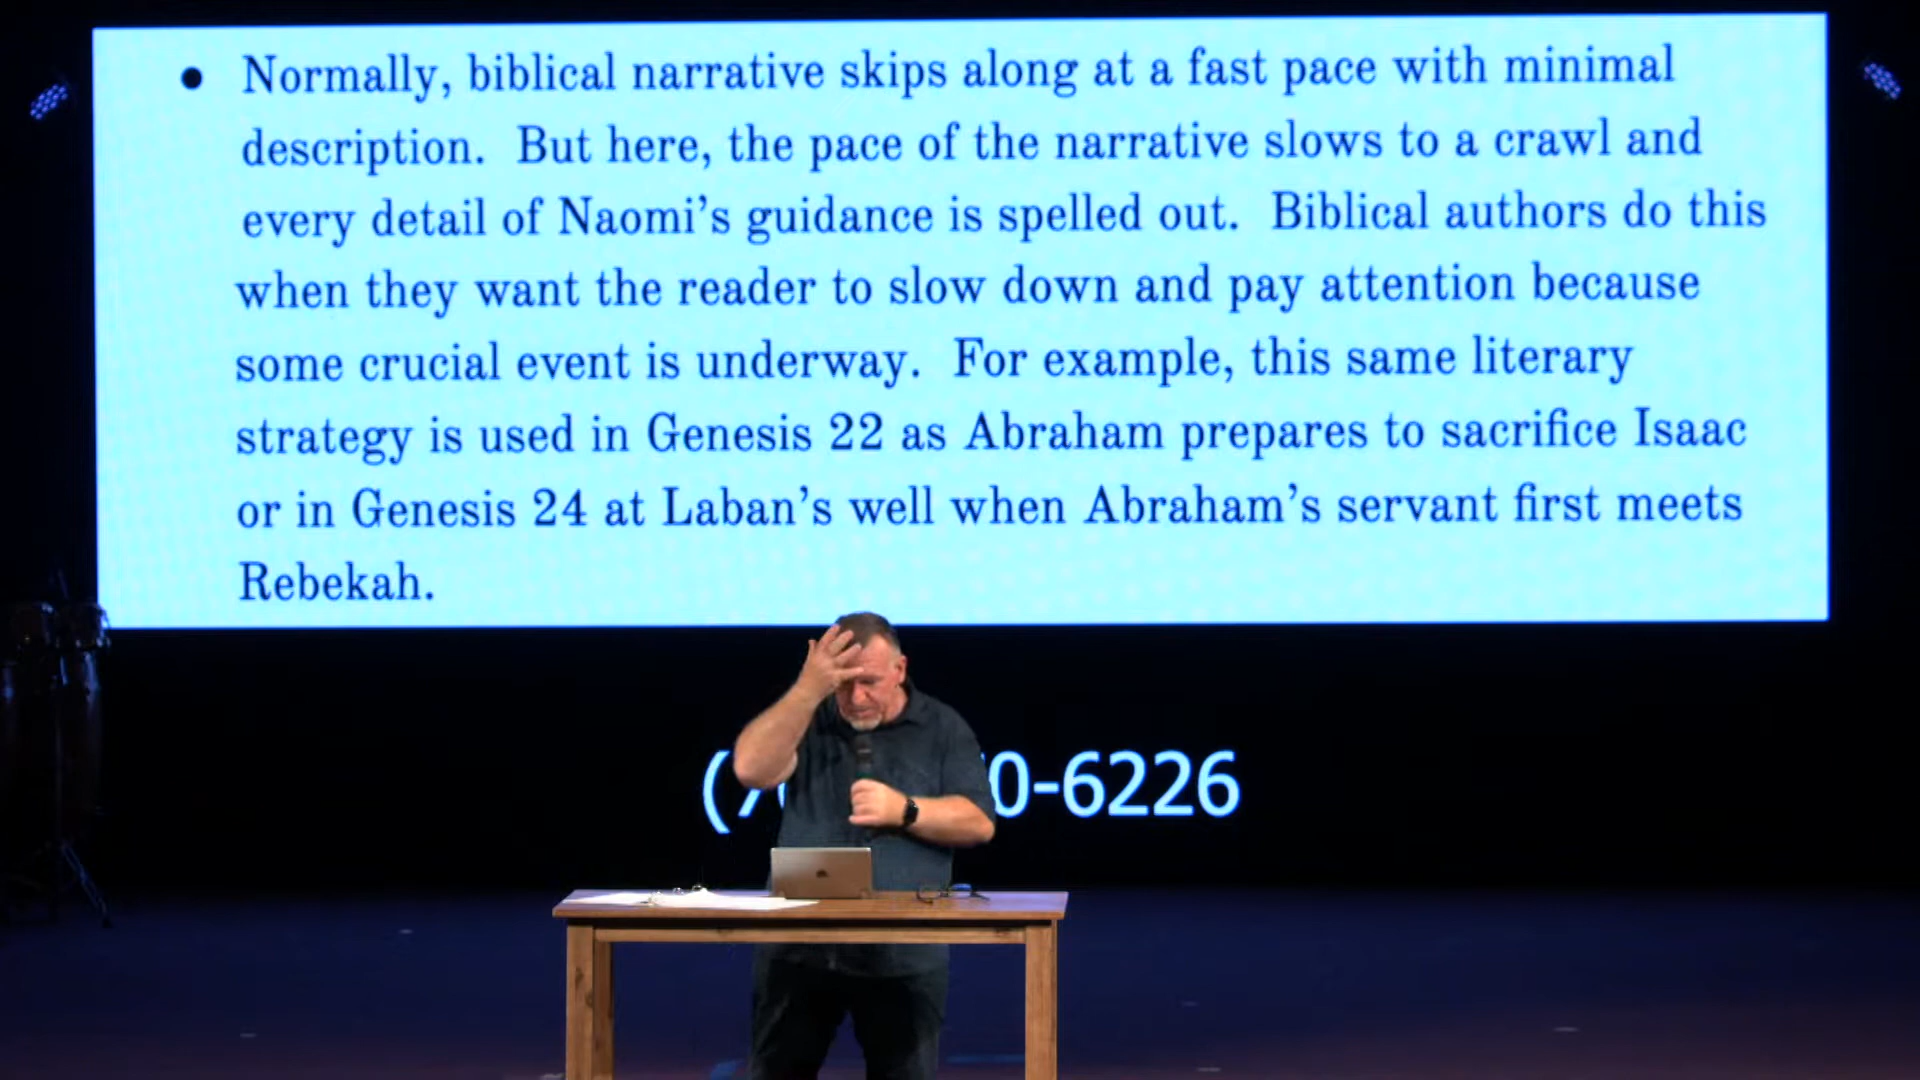 • Normally, biblical narrative skips along at a fast pace with minimal
description. But here, the pace of the narrative slows to a crawl and
every detail of Naomi’s guidance is spelled out. Biblical authors do this
when they want the reader to slow down and pay attention because
some crucial event is underway. For example, this same literary
strategy is used in Genesis 22 as Abraham prepares to sacrifice Isaac
or in Genesis 24 at Laban’s well when Abraham’s servant first meets
Rebekah.
0-6226